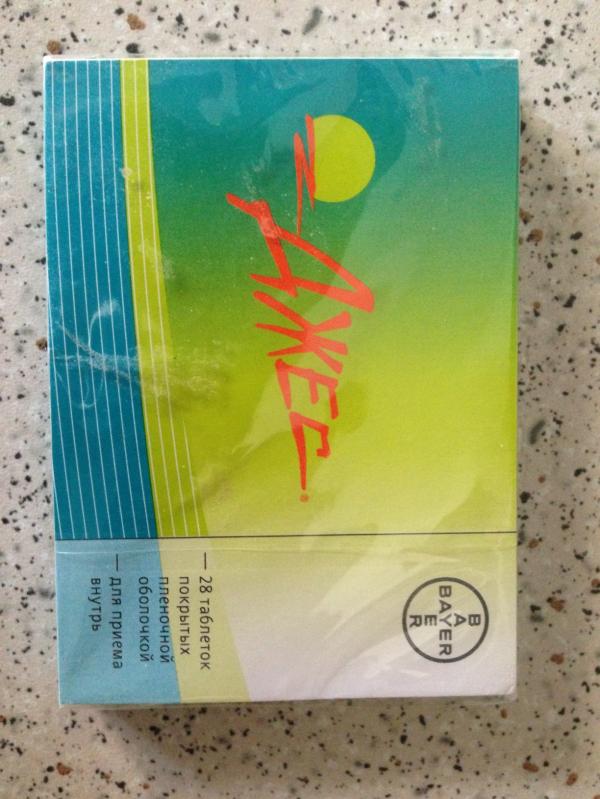 Джес
BAYER
BAYER
— 28 таблеток
покрытых
пленочной
оболочкой
— для приема
внутрь